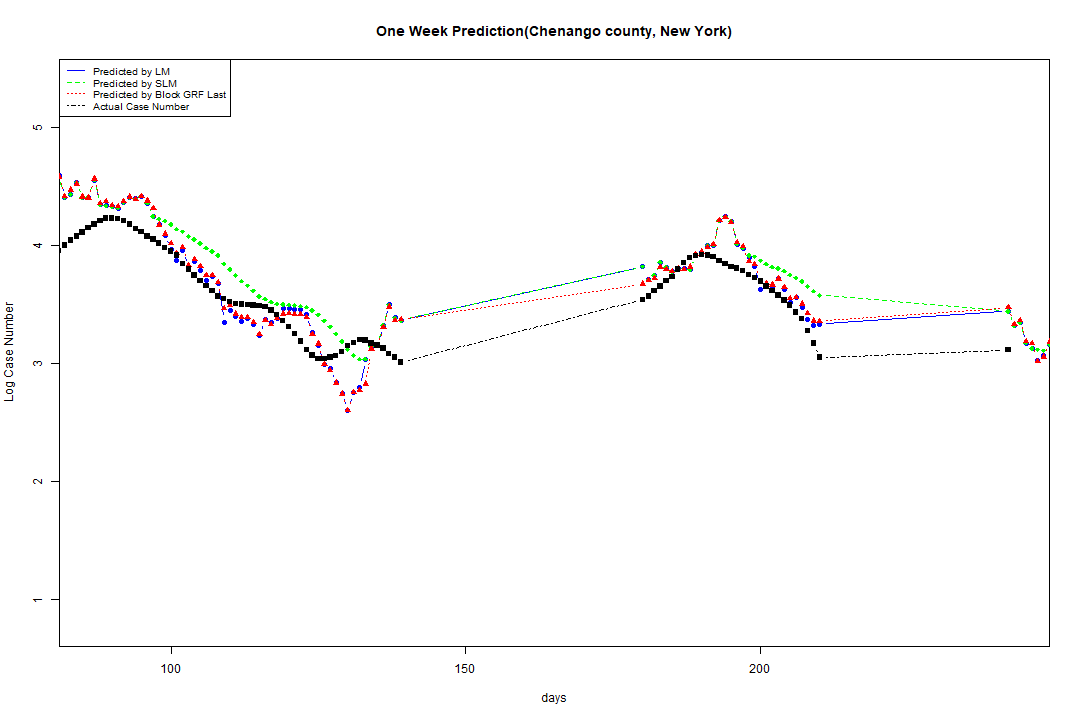 One Week Prediction(Chenango county, New York)
Predicted by LM
Predicted by SLM
Predicted by Block GRF Last
Actual Case Number
5
4
3
2
1
Log Case Number
100 150 200
days